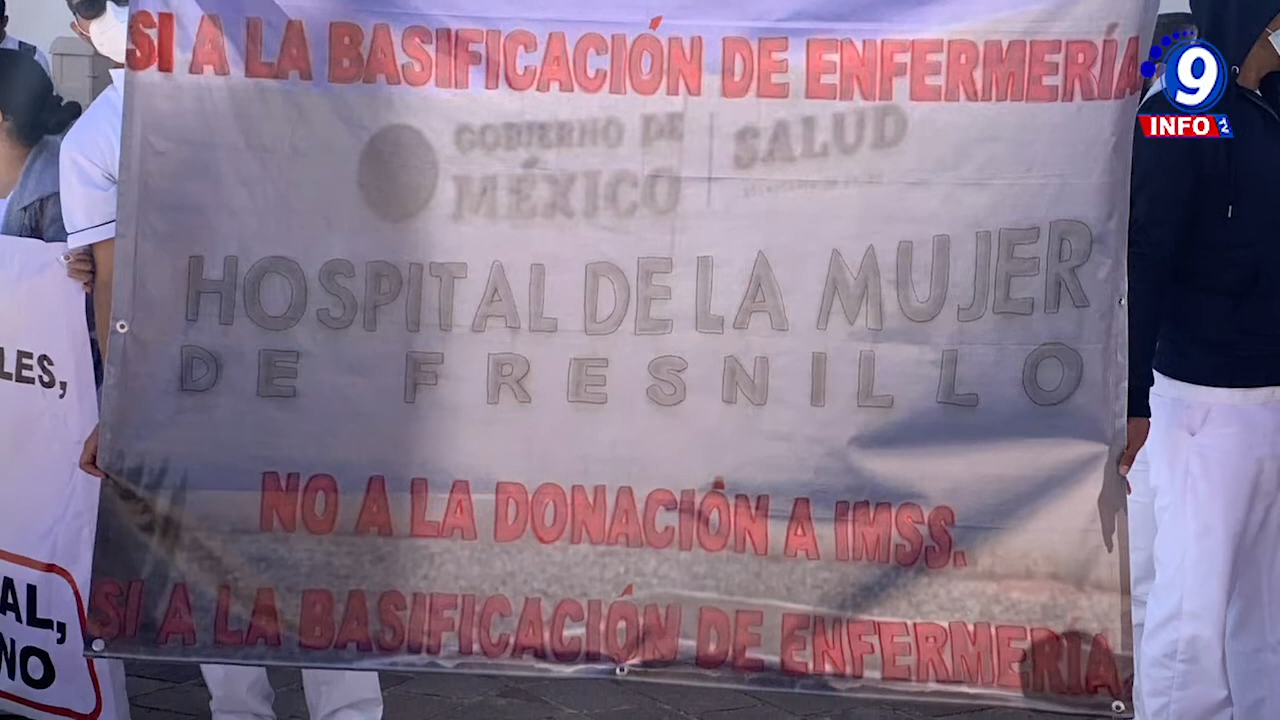 SI A LA BASIFICACIÓN DE ENFERMERÍA
GOBIERNO DE
MÉXICO
SALUD
HOSPITAL DE LA MUJER
DE FRESNILLO
NO A LA DONACIÓN A IMSS.
SI A LA BASIFICACIÓN DE ENFERMERÍA.
LES,
AL,
NO
9
INFO